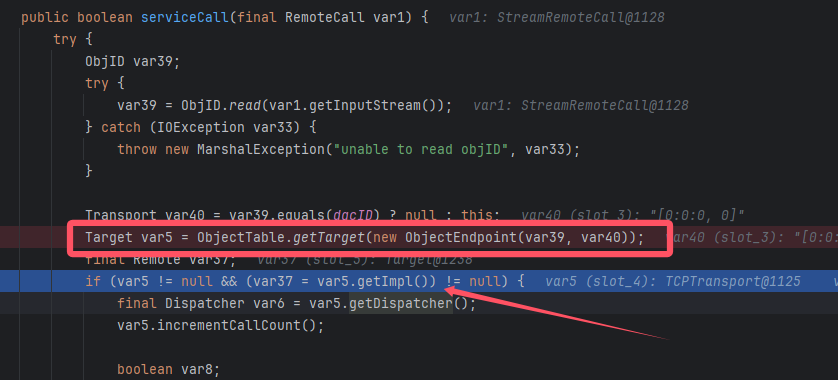 public boolean serviceCall(final RemoteCall var1) {   var1: StreamRemoteCall@1128
try {
ObjID var39;
try {
var39 = ObjID.read(var1.getInputStream());   var1: StreamRemoteCall@1128
} catch (IOException var33) {
throw new MarshalException("unable to read objID", var33);
}
Transport var40 = var39.equals(dgcID) ? null : this;   var40 (slot_3): "[0:0:0, 0]"
Target var5 = ObjectTable.getTarget(new ObjectEndpoint(var39, var40));   var40 (slot_3): "[0:0:
final Remote var37;   var37 (slot_5): Target@1238
if (var5 != null && (var37 = var5.getImpl()) != null) {   var5 (slot_4): TCPTransport@1125
final Dispatcher var6 = var5.getDispatcher();
var5.incrementCallCount();
boolean var8;